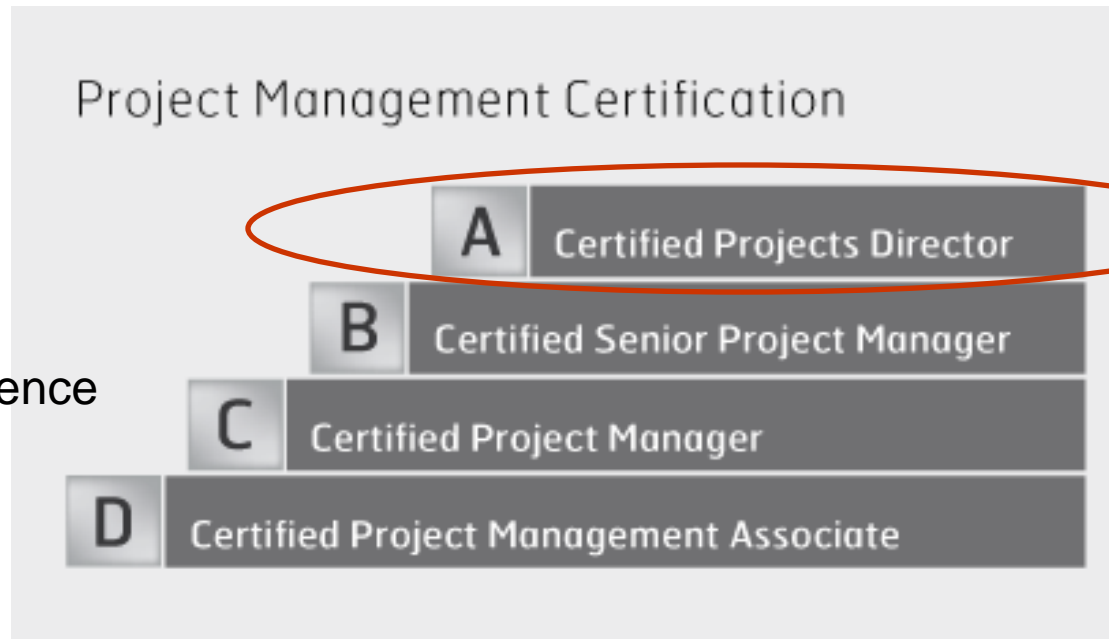 Project Management Certification
A Certified Projects Director
B Certified Senior Project Manager
ence
C Certified Project Manager
D Certified Project Management Associate